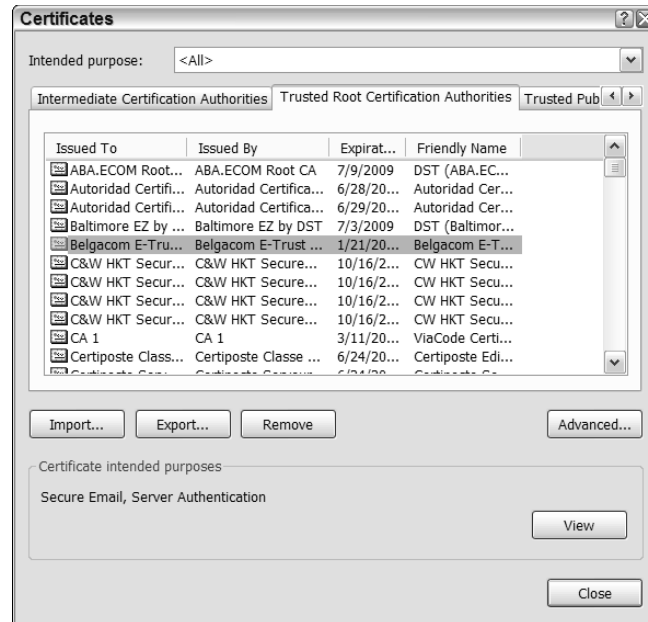 Certificates
Intended purpose: <All>
Intermediate Certification Authorities Trusted Root Certification Authorities Trusted Pub
Issued To Issued By Expirat... Friendly Name
ABA.ECOM Root... ABA.ECOM Root CA 7/9/2009 DST (ABA.EC...
Autoridad Certifi... Autoridad Certifica... 6/28/20... Autoridad Cer...
Autoridad Certifi... Autoridad Certifica... 6/29/20... Autoridad Cer...
Baltimore EZ by ... Baltimore EZ by DST 7/3/2009 DST (Baltimor...
Belgacom E-Tru... Belgacom E-Trust ... 1/21/20... Belgacom E-T...
C&W HKT Secur... C&W HKT Secure... 10/16/2... CW HKT Secu...
C&W HKT Secur... C&W HKT Secure... 10/16/2... CW HKT Secu...
C&W HKT Secur... C&W HKT Secure... 10/16/2... CW HKT Secu...
C&W HKT Secur... C&W HKT Secure... 10/16/2... CW HKT Secu...
CA 1 CA 1 3/11/20... ViaCode Certi...
Certiposte Class... Certiposte Classe ... 6/24/20... Certiposte Edi...
Import... Export... Remove Advanced...
Certificate intended purposes
Secure Email, Server Authentication
View
Close